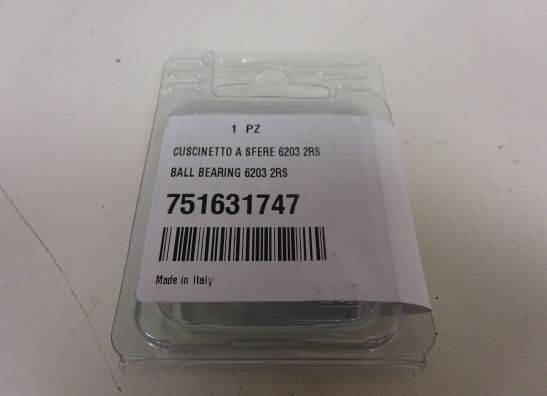 1 PZ
CUSCINETTO A SFERE 6203 2RS
BALL BEARING 6203 2RS
751631747
Made in Italy